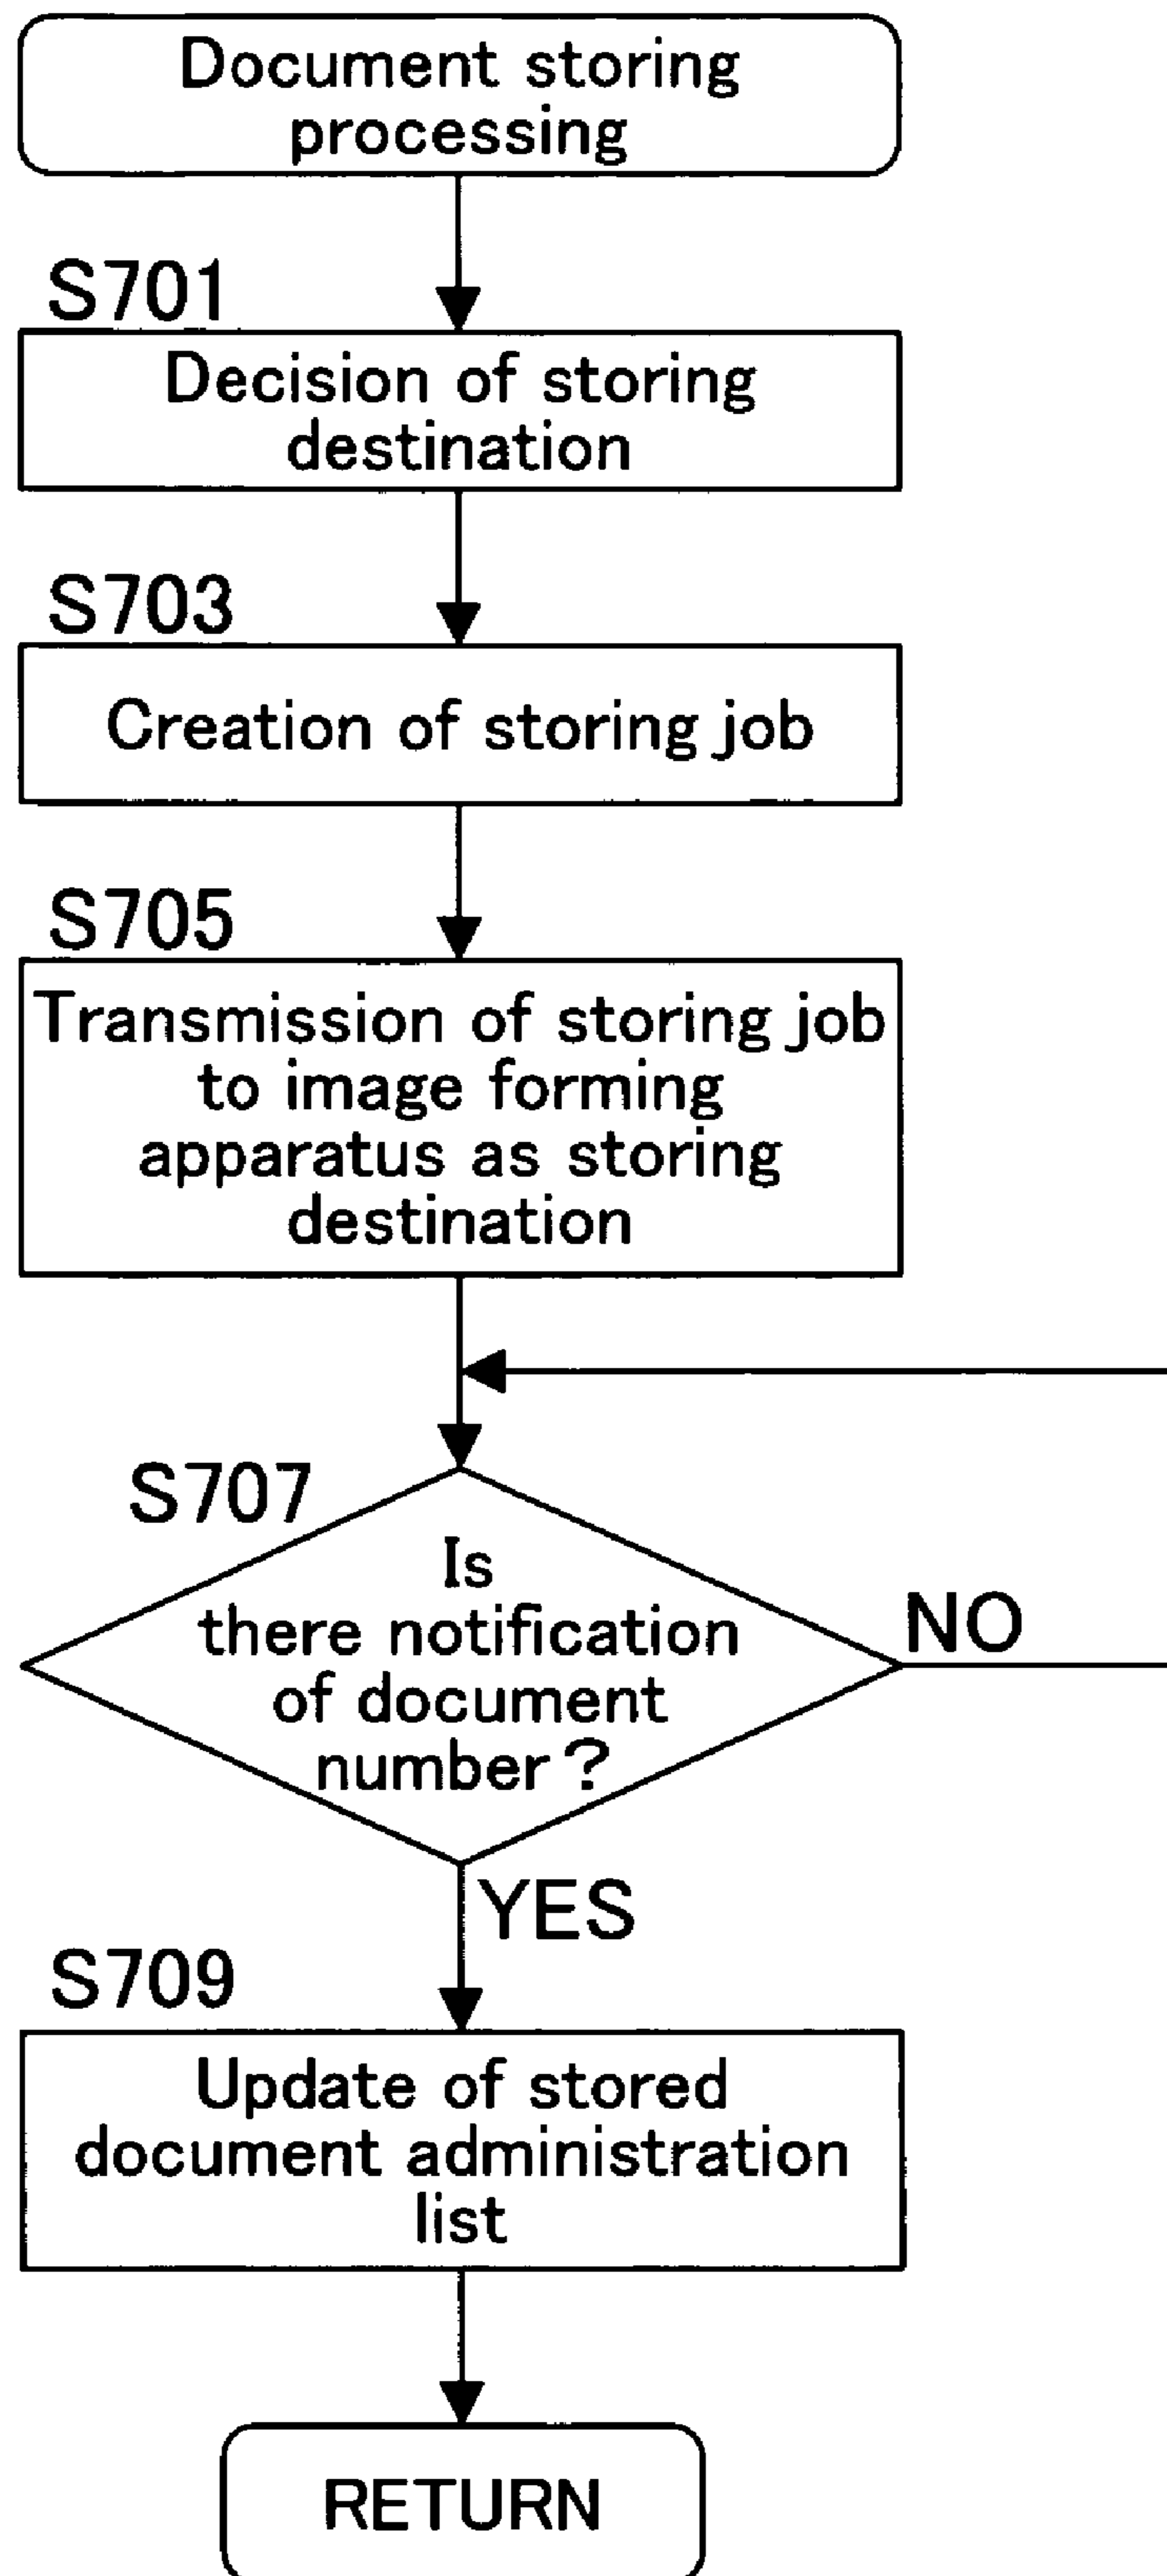 Document storing
processing
S701
Decision of storing
destination
S703
Creation of storing job
S705
Transmission of storing job
to image forming
apparatus as storing
destination
S707
Is
there notification
of document
number?
NO
YES
S709
Update of stored
document administration
list
RETURN